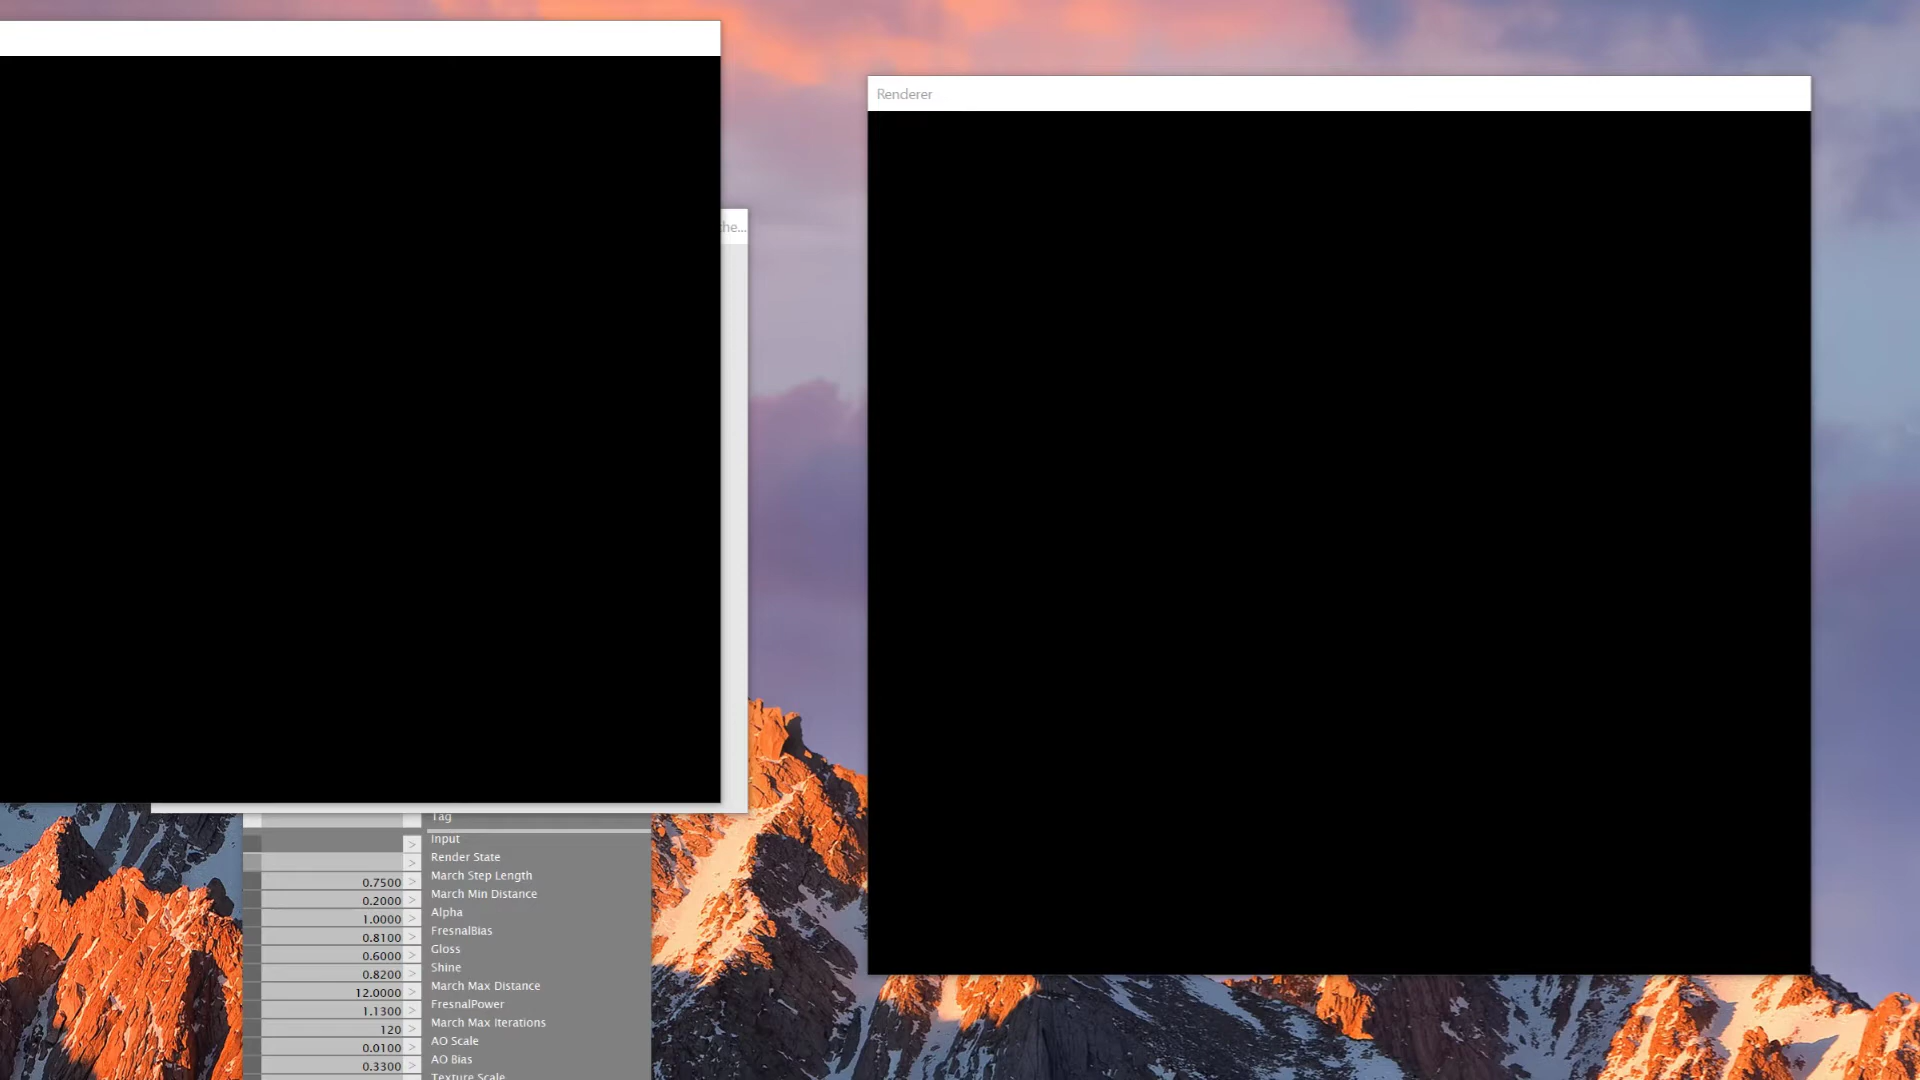 Renderer
he...
Tag
Input
Render State
0.7500 > March Step Length
0.2000 > March Min Distance
1.0000 > Alpha
0.8100 > FresnalBias
0.6000 > Gloss
0.8200 > Shine
12.0000 > March Max Distance
1.1300 > FresnalPower
120 > March Max Iterations
0.0100 > AO Scale
0.3300 > AO Bias
Texture Scale